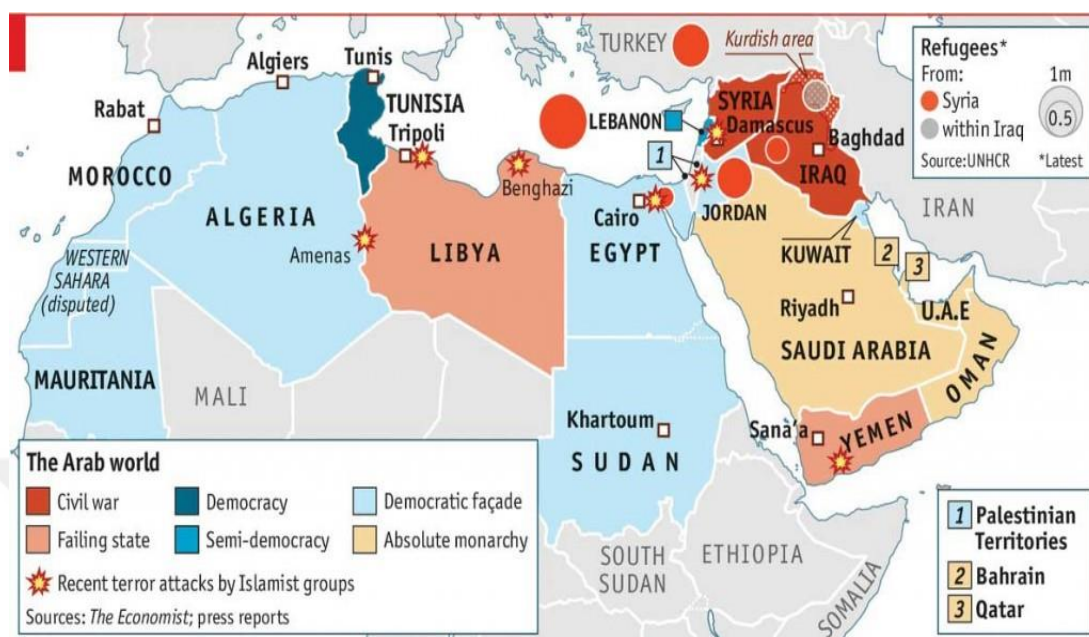 TURKEY
Kurdish area
Refugees*
From:
1m
Syria
0.5
within Iraq
Source:UNHCR
*Latest
Algiers
Tunis
Rabat
TUNISIA
Tripoli
LEBANON
SYRIA
Damascus
Baghdad
1
IRAQ
IRAN
MOROCCO
Benghazi
Cairo
JORDAN
ALGERIA
Amenas
LIBYA
EGYPT
KUWAIT
2
3
WESTERN
SAHARA
(disputed)
Riyadh
U.A.E
SAUDI ARABIA
OMAN
MAURITANIA
MALI
Khartoum
SUDAN
Sanà'a
YEMEN
SOUTH
SUDAN
ETHIOPIA
SOMALIA
The Arab world
Civil war
Democracy
Democratic façade
Failing state
Semi-democracy
Absolute monarchy
Recent terror attacks by Islamist groups
Sources: The Economist; press reports
1 Palestinian
Territories
2 Bahrain
3 Qatar